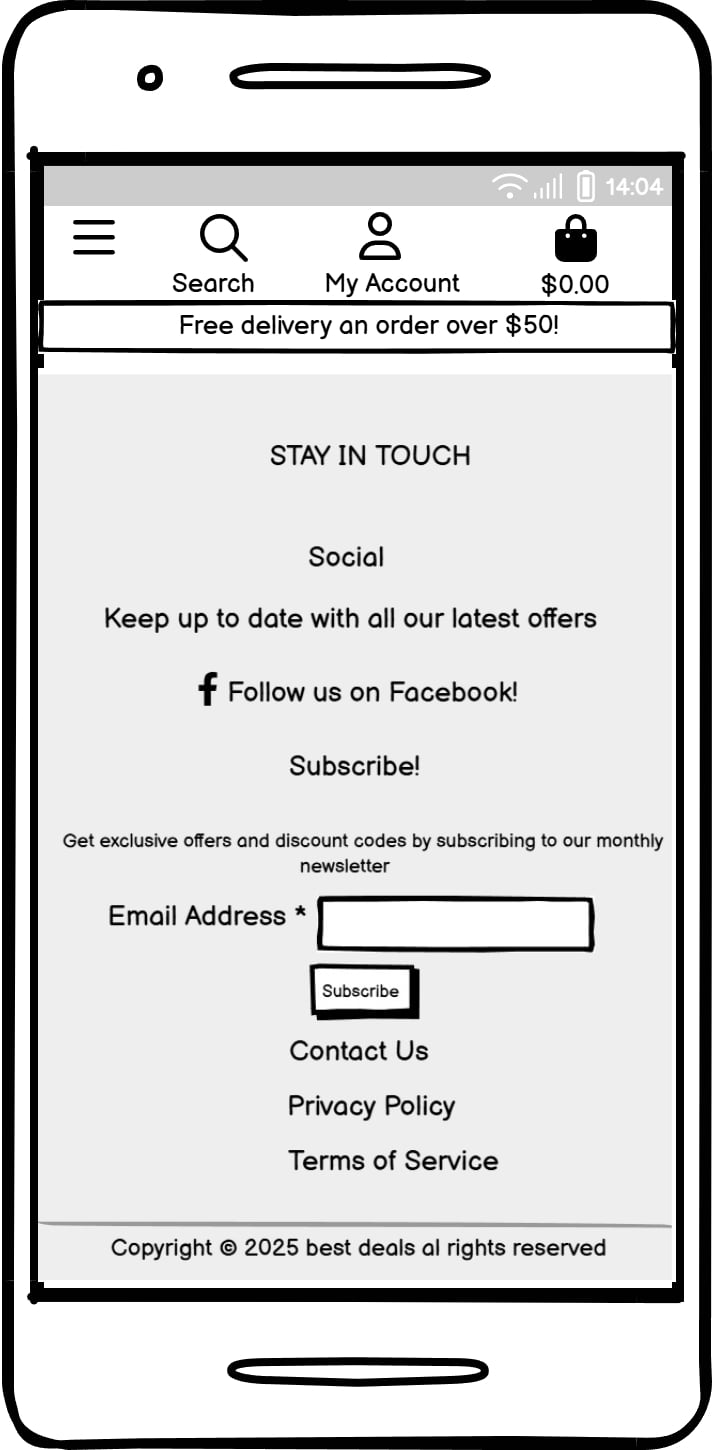 14:04
Search My Account $0.00
Free delivery an order over $50!
STAY IN TOUCH
Social
Keep up to date with all our latest offers
Follow us on Facebook!
Subscribe!
Get exclusive offers and discount codes by subscribing to our monthly
newsletter
Email Address *
Subscribe
Contact Us
Privacy Policy
Terms of Service
Copyright © 2025 best deals al rights reserved